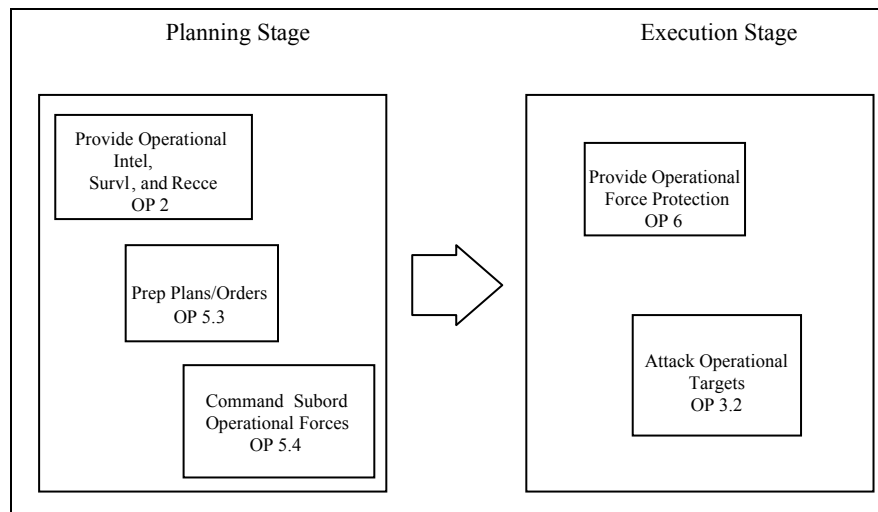 Planning Stage
Execution Stage
Provide Operational
Intel,
Survl, and Recce
OP 2
Prep Plans/Orders
OP 5.3
Command Subord
Operational Forces
OP 5.4
Provide Operational
Force Protection
OP 6
Attack Operational
Targets
OP 3.2